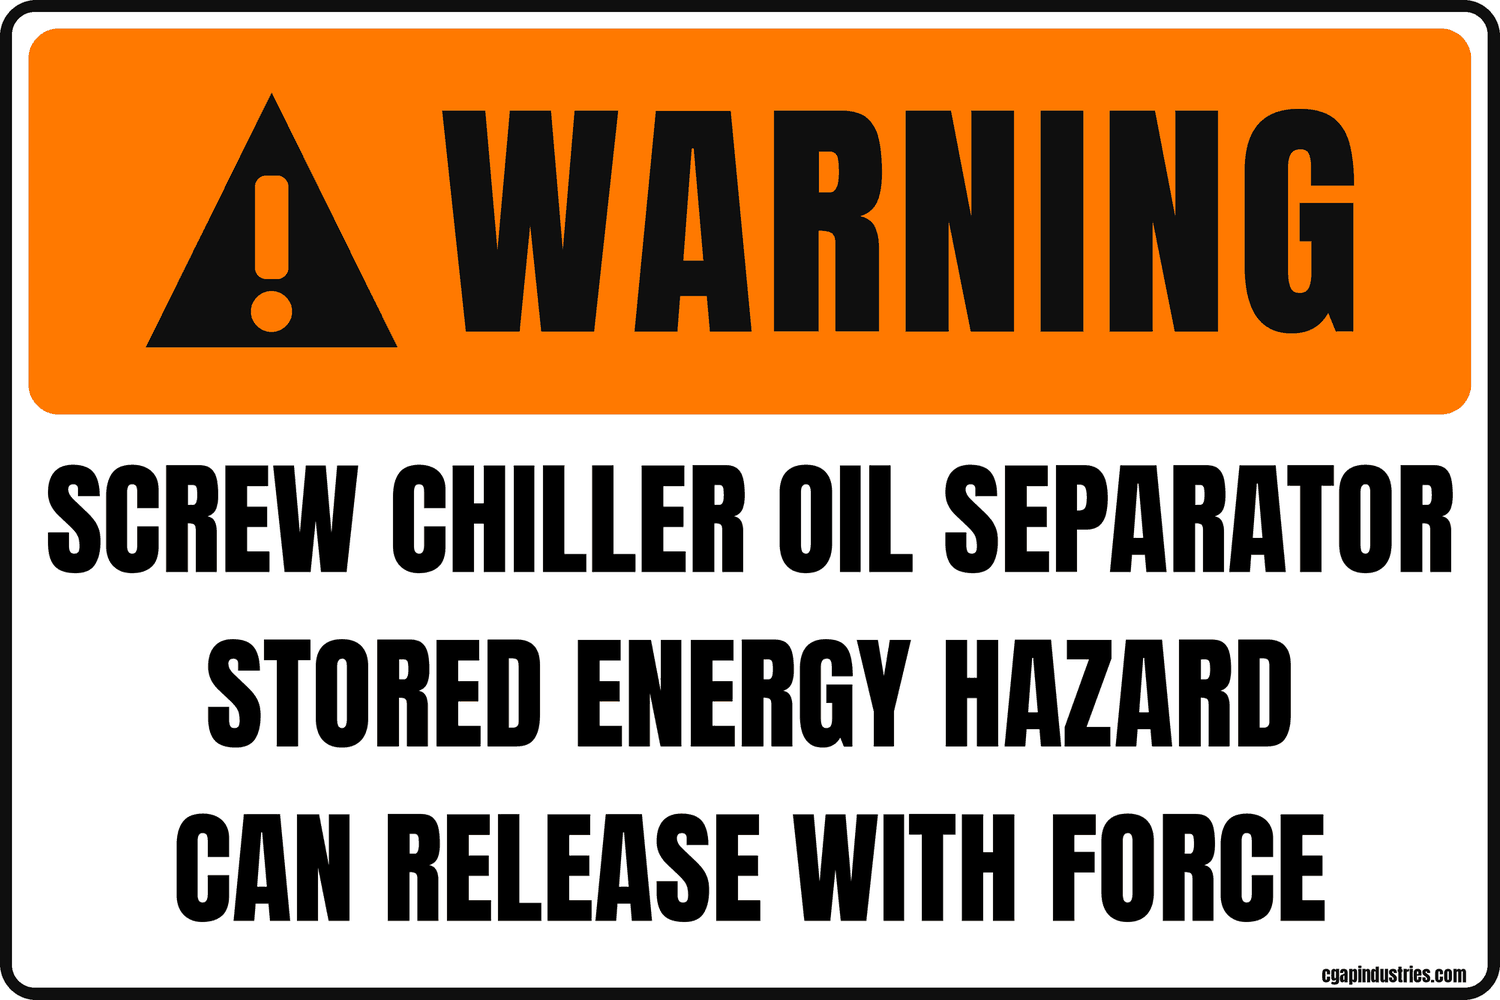 WARNING
SCREW CHILLER OIL SEPARATOR
STORED ENERGY HAZARD
CAN RELEASE WITH FORCE
cgapindustries.com